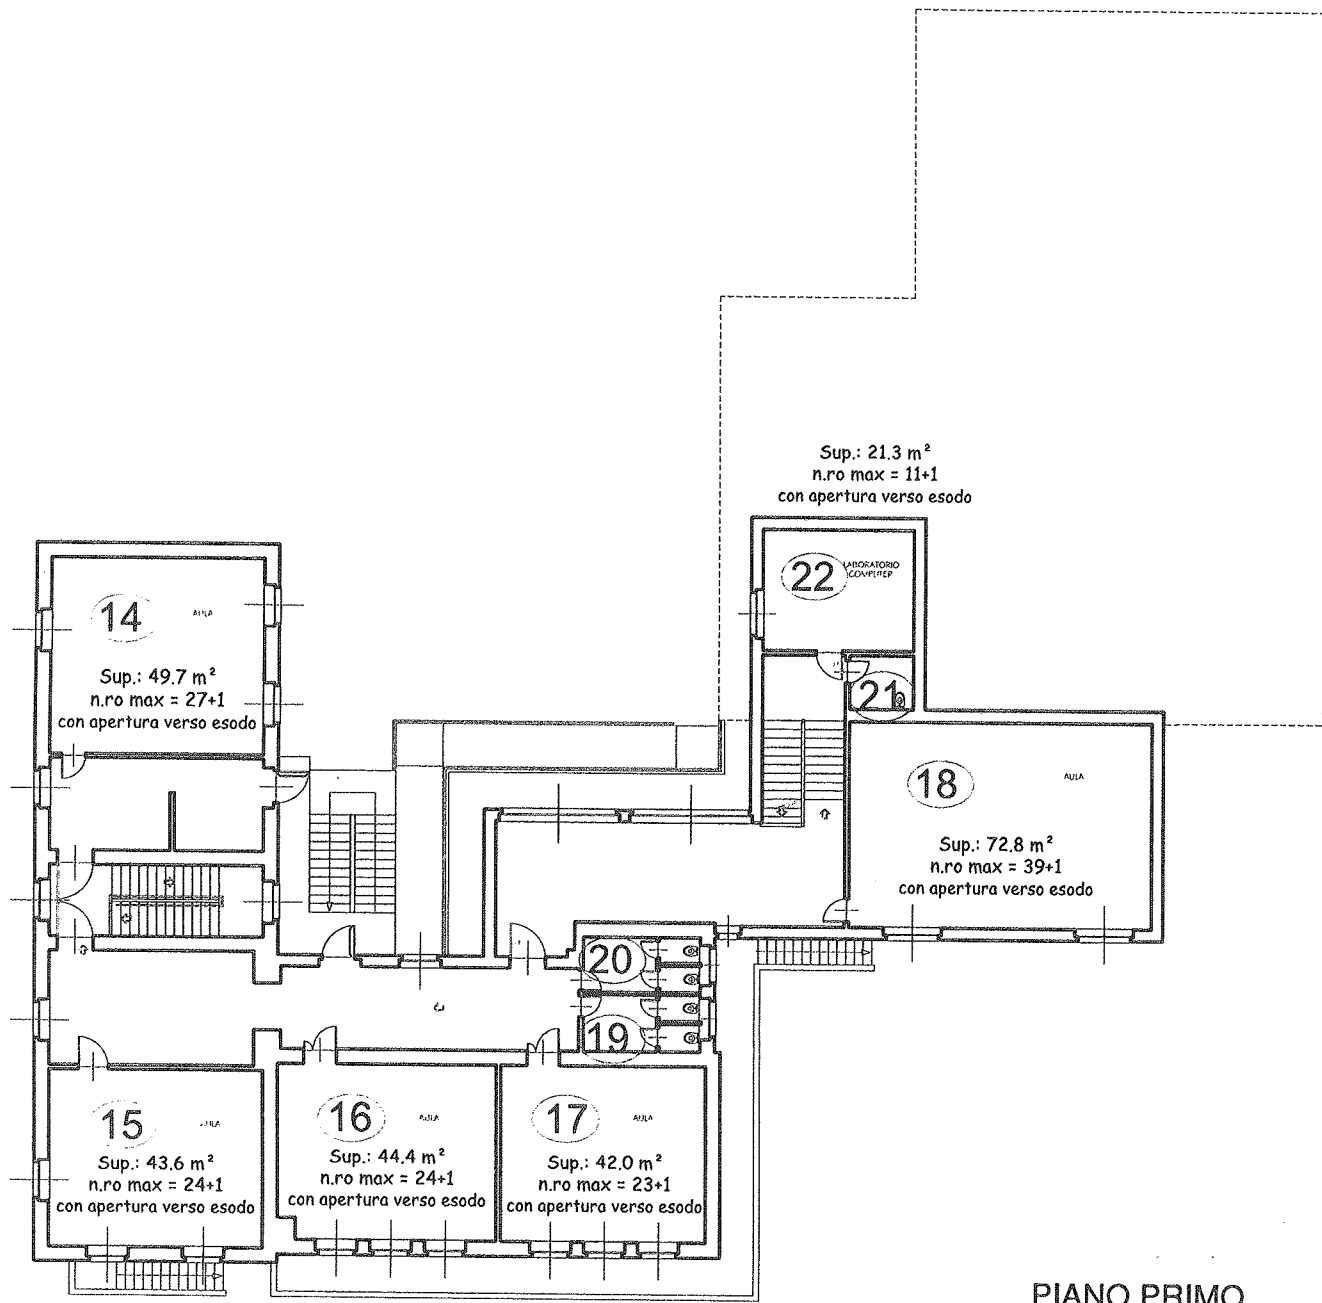 Sup.: 21.3 m²
n.ro max = 11+1
con apertura verso esodo
22
LABORATORIO
COMPUTER
14
AULA
Sup.: 49.7 m²
n.ro max = 27+1
con apertura verso esodo
21
18
AULA
Sup.: 72.8 m²
n.ro max = 39+1
con apertura verso esodo
20
19
15
AULA
Sup.: 43.6 m²
n.ro max = 24+1
con apertura verso esodo
16
AULA
Sup.: 44.4 m²
n.ro max = 24+1
con apertura verso esodo
17
AULA
Sup.: 42.0 m²
n.ro max = 23+1
con apertura verso esodo
PIANO PRIMO